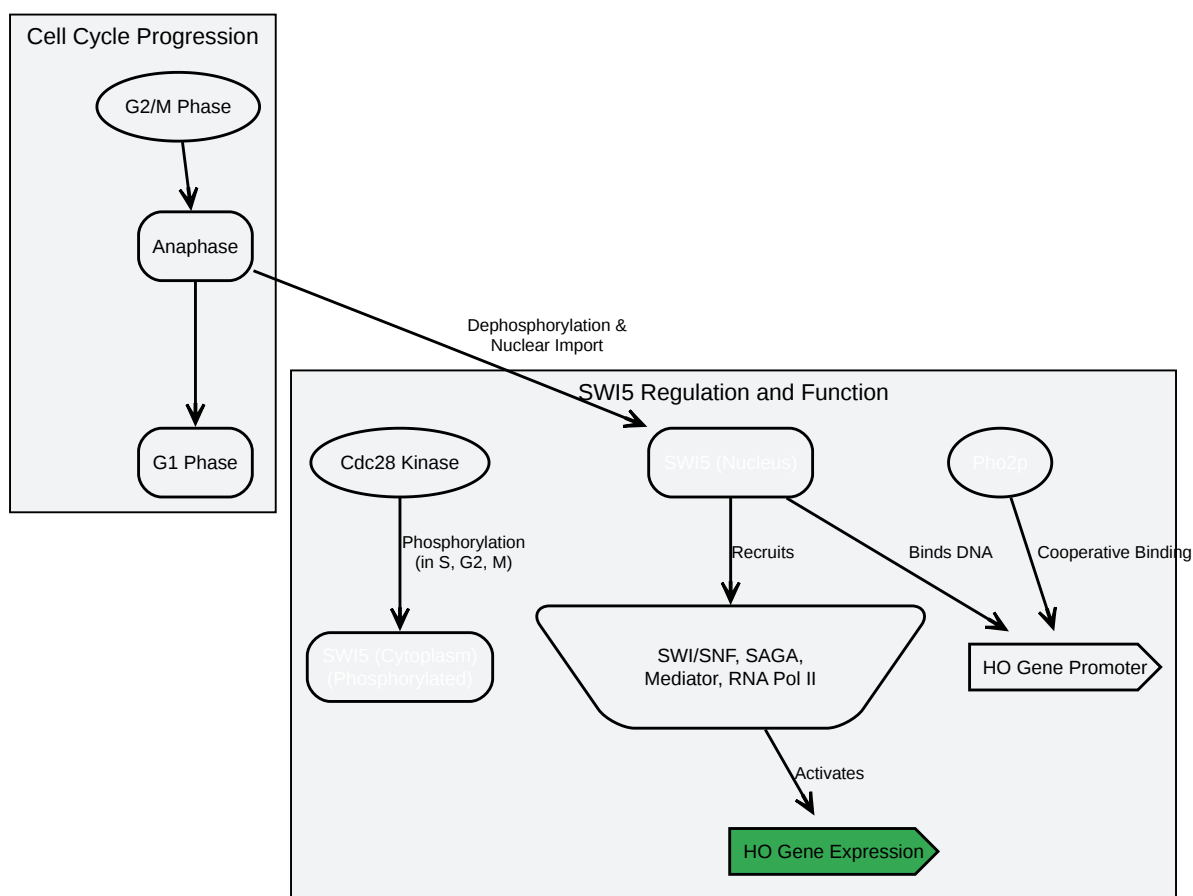 Cell Cycle Progression
G2/M Phase
Anaphase
Dephosphorylation &
Nuclear Import
G1 Phase
SWI5 Regulation and Function
Cdc28 Kinase
SWI5 (Nucleus)
Pho2p
Phosphorylation
(in S, G2, M)
Recruits
Binds DNA
Cooperative Binding
SWI5 (Cytoplasm)
(Phosphorylated)
SWI/SNF, SAGA,
Mediator, RNA Pol II
HO Gene Promoter
Activates
HO Gene Expression